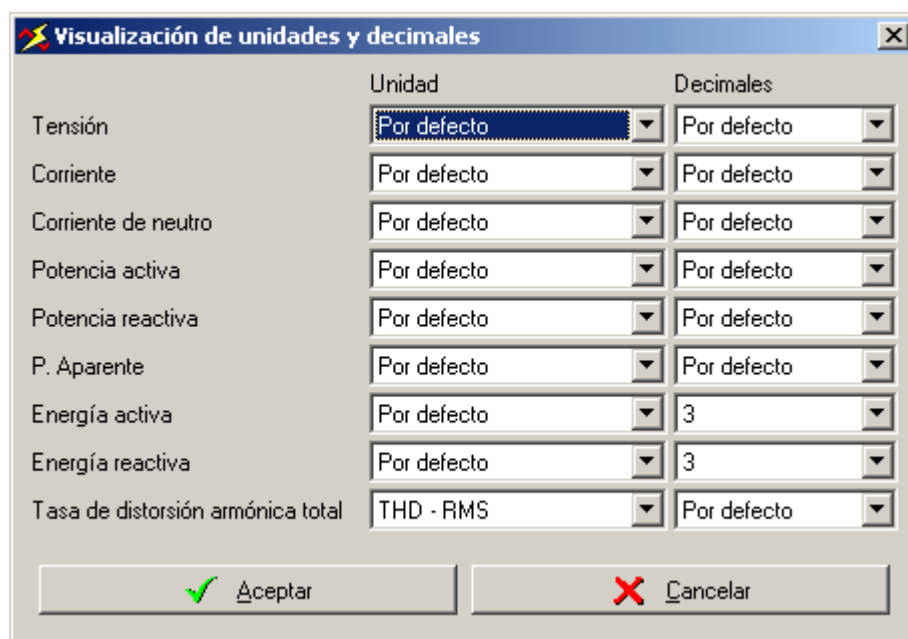 Visualización de unidades y decimales
Unidad Decimales
Tensión Por defecto Por defecto
Corriente Por defecto Por defecto
Corriente de neutro Por defecto Por defecto
Potencia activa Por defecto Por defecto
Potencia reactiva Por defecto Por defecto
P. Aparente Por defecto Por defecto
Energía activa Por defecto 3
Energía reactiva Por defecto 3
Tasa de distorsión armónica total THD - RMS Por defecto
Aceptar Cancelar